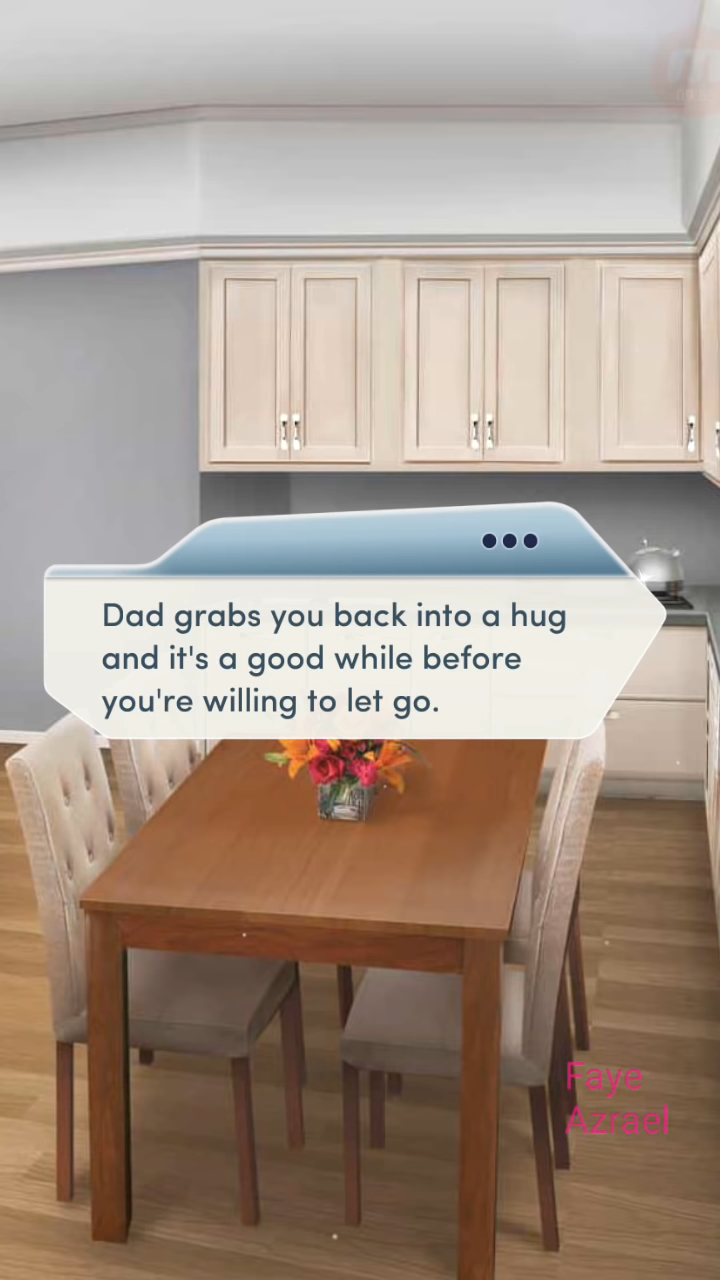 Dad grabs you back into a hug
and it's a good while before
you're willing to let go.
Faye
Azrael